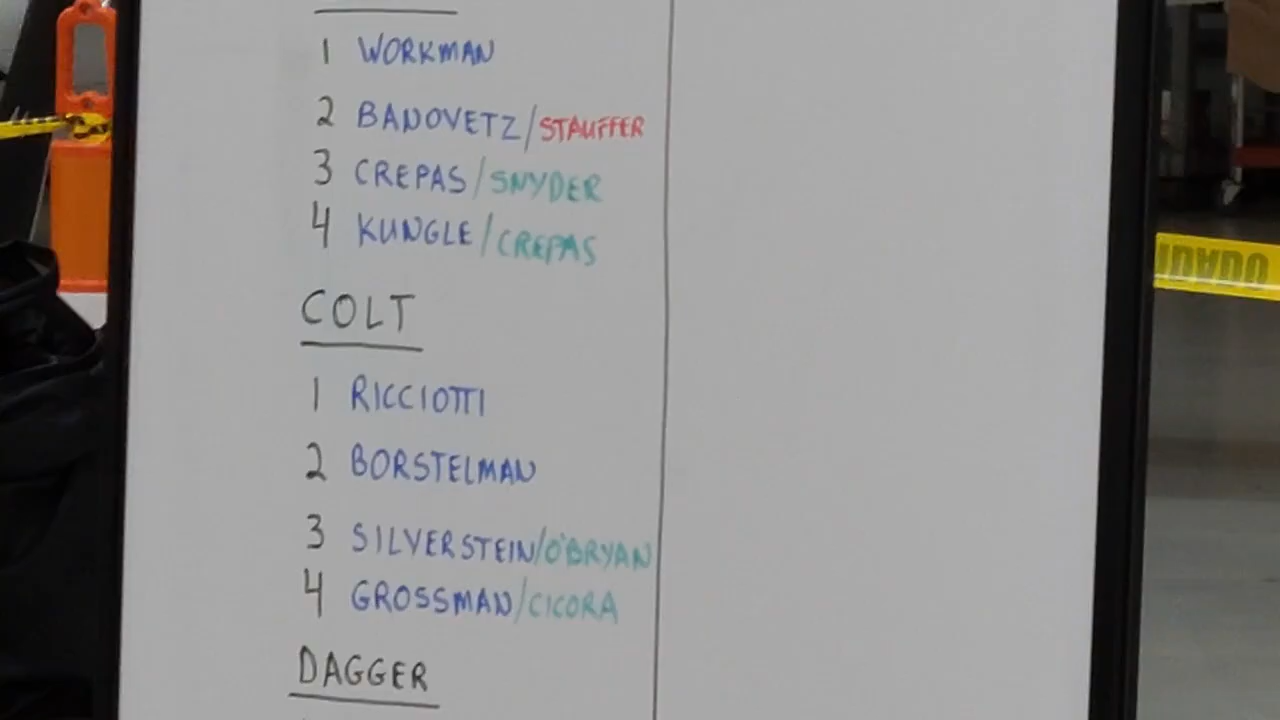 1 WORKMAN
2 BANOVETZ/STAUFFER
3 CREPAS/SNYDER
4 KUNGLE/CREPAS
COLT
1 RICCIOTTI
2 BORSTELMAN
3 SILVERSTEIN/O'BRYAN
4 GROSSMAN/CICORA
DAGGER